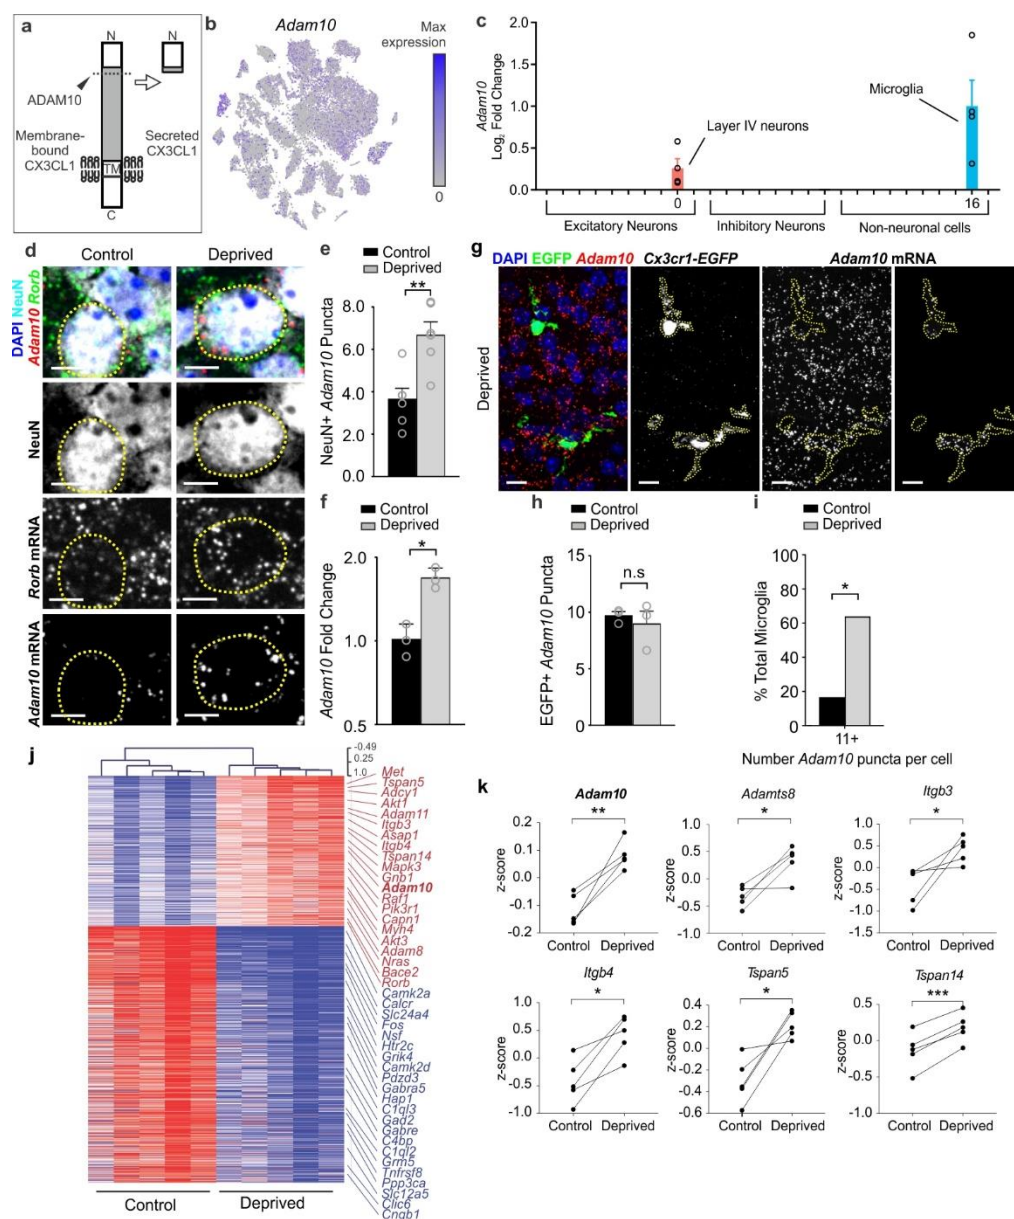 a
N
N
ADAM10
Membrane-
bound
CX3CL1
Secreted
CX3CL1
TM
C
b
Adam10
Max
expression
0
c
Adam10
Log2 Fold Change
2.0
1.5
1.0
0.5
0.0
Layer IV neurons
Microglia
0
16
Excitatory Neurons
Inhibitory Neurons
Non-neuronal cells
d
Control
Deprived
DAPI NeuN
Adam10 Rorb
NeuN
Rorb mRNA
Adam10 mRNA
e
Control
Deprived
**
NeuN+ Adam10 Puncta
8.0
6.0
4.0
2.0
0.0
f
Control
Deprived
*
Adam10 Fold Change
2.0
1.0
0.5
g
DAPI EGFP Adam10
Cx3cr1-EGFP
Adam10 mRNA
Deprived
h
Control
Deprived
n.s
EGFP+ Adam10 Puncta
15
10
5
0
i
Control
Deprived
*
% Total Microglia
100
80
60
40
20
0
11+
Number Adam10 puncta per cell
j
-0.49
0.25
1.0
Met
Tspan5
Adcy1
Akt1
Adam11
Itgb3
Asap1
Itgb4
Tspan14
Mapk3
Gnb1
Adam10
Raf1
Pik3r1
Capn1
Myh4
Akt3
Adam8
Nras
Bace2
Rorb
Camk2a
Calcr
Slc24a4
Fos
Nsf
Htr2c
Grik4
Camk2d
Pdzd3
Gabra5
Hap1
C1ql3
Gad2
Gabre
C4bp
C1ql2
Grm5
Tnfrsf8
Ppp3ca
Slc12a5
Clic6
Cngb1
Control
Deprived
k
Adam10
**
z-score
0.2
0.1
0.0
0.1
-0.2
Control Deprived
Adamts8
*
z-score
1.0
0.5
0.0
-0.5
-1.0
Control Deprived
Itgb3
*
z-score
1.0
0.5
0.0
-0.5
-1.0
-1.5
Control Deprived
Itgb4
*
z-score
1.0
0.5
0.0
-0.5
-1.0
Control Deprived
Tspan5
*
z-score
0.4
0.2
0.0
-0.2
-0.4
-0.6
Control Deprived
Tspan14
***
z-score
1.0
0.5
0.0
-0.5
-1.0
Control Deprived